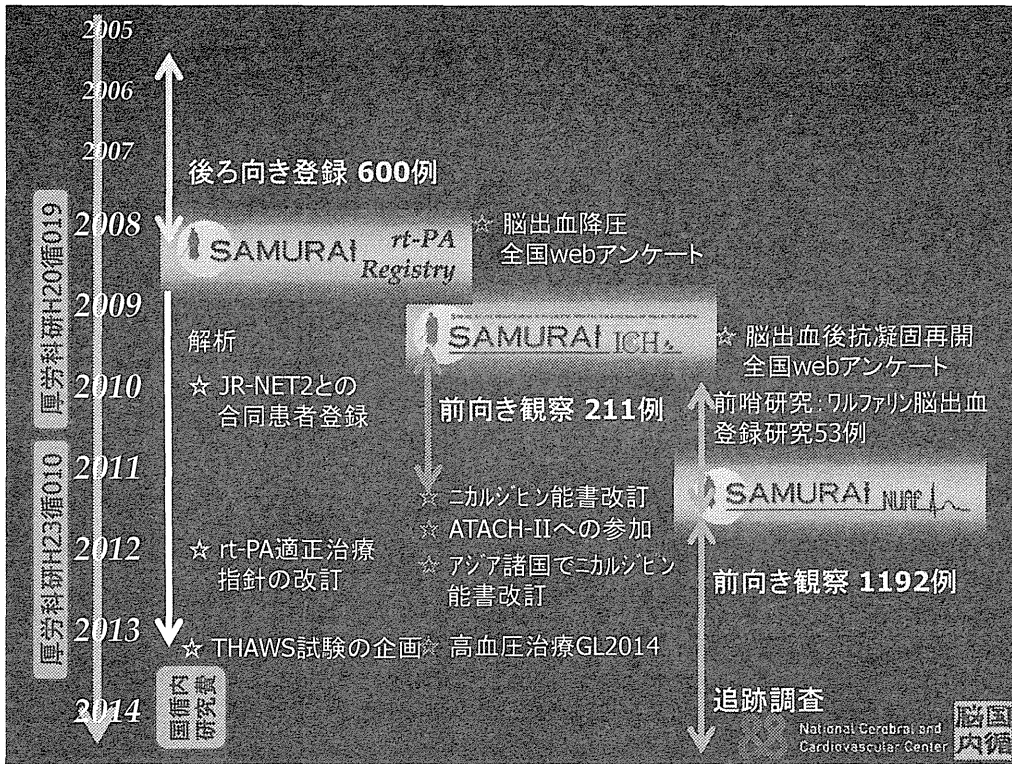 2005
2006
2007
後ろ向き登録 600例
厚労科研H20循019
2008
SAMURAI rt-PA
Registry
☆ 脳出血降圧
全国webアンケート
2009
解析
SAMURAI ICH
☆ 脳出血後抗凝固再開
全国webアンケート
2010
☆ JR-NET2との
合同患者登録
前向き観察 211例
前哨研究：ワルファリン脳出血
登録研究53例
厚労科研H23循010
2011
☆ ニカルジピン能書改訂
SAMURAI NVAF
☆ ATACH-IIへの参加
2012
☆ rt-PA適正治療
指針の改訂
☆ アジア諸国でニカルジピン
能書改訂
前向き観察 1192例
2013
☆ THAWS試験の企画
☆ 高血圧治療GL2014
国循内
研究費
2014
追跡調査
National Cerebral and
Cardiovascular Center
脳国
内循